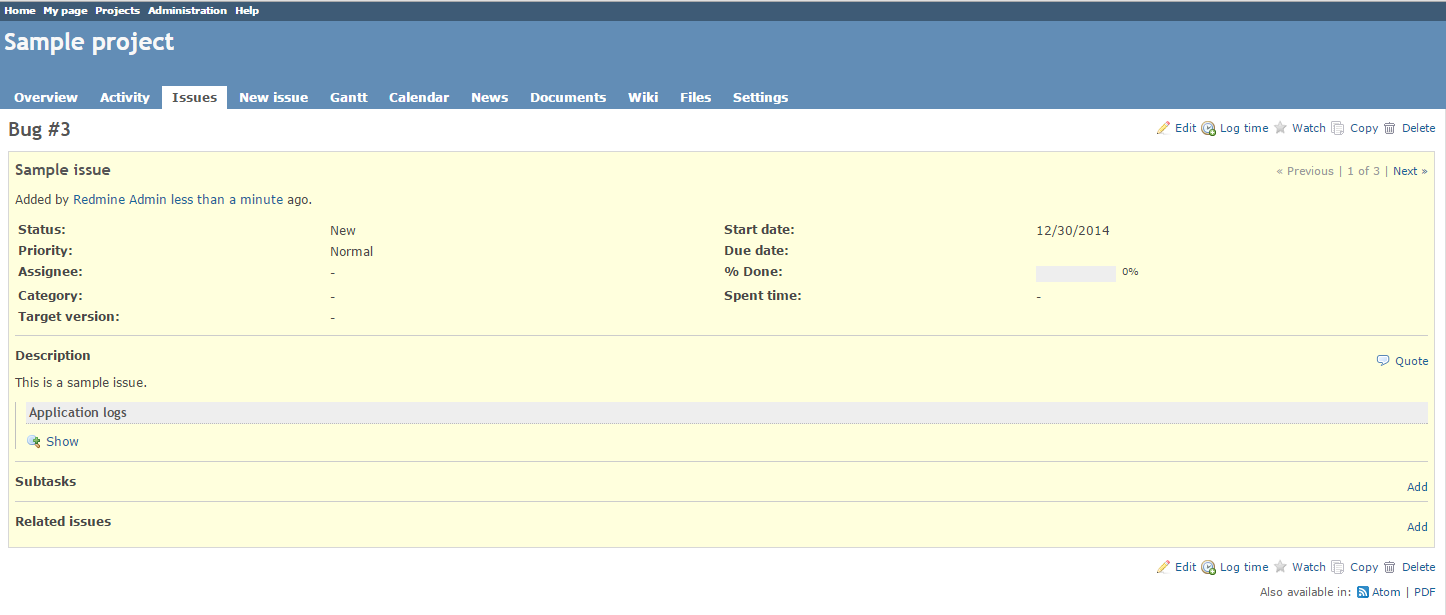 Home My page Projects Administration Help
Sample project
Overview Activity Issues New issue Gantt Calendar News Documents Wiki Files Settings
Bug #3 Edit Log time Watch Copy Delete
Sample issue « Previous | 1 of 3 | Next »
Added by Redmine Admin less than a minute ago.
Status: New Start date: 12/30/2014
Priority: Normal Due date:
Assignee: - % Done: 0%
Category: - Spent time: -
Target version: -
Description
Quote
This is a sample issue.
Application logs
Show
Subtasks
Add
Related issues
Add
Edit Log time Watch Copy Delete
Also available in: Atom | PDF